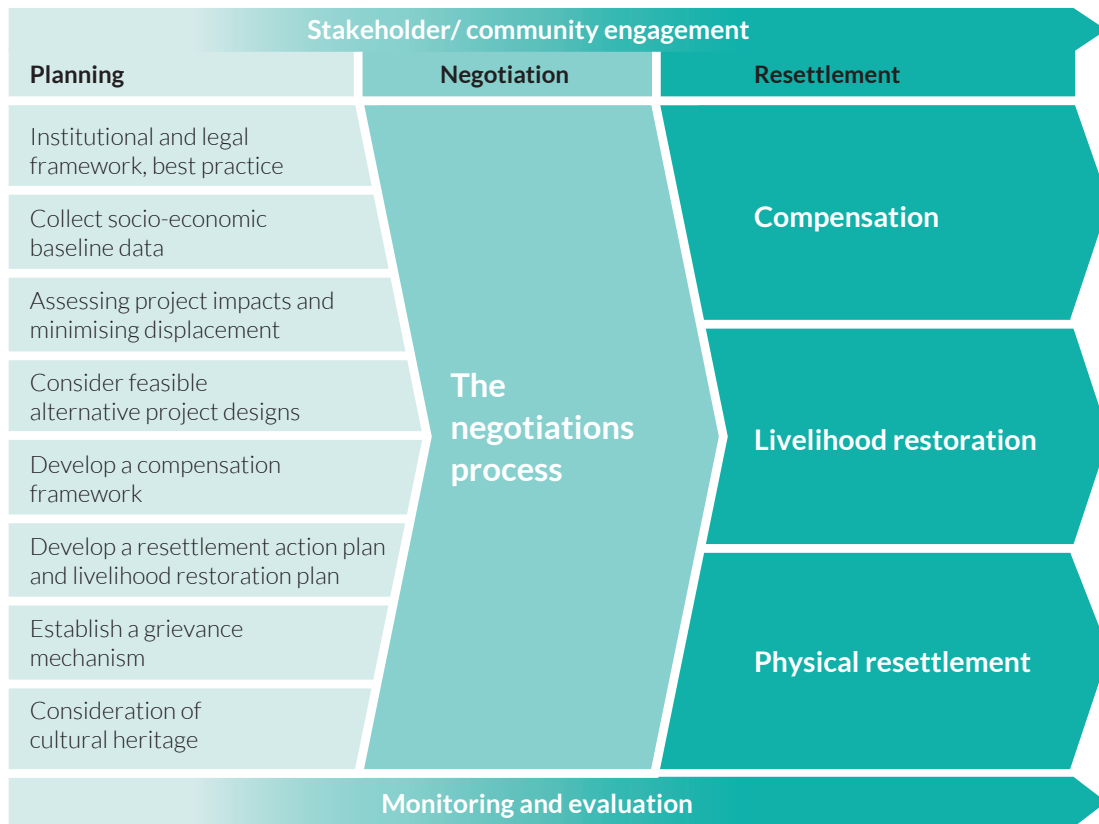 Stakeholder/ community engagement
Planning
Negotiation
Resettlement
Institutional and legal
framework, best practice
Collect socio-economic
baseline data
Assessing project impacts and
minimising displacement
Consider feasible
alternative project designs
Develop a compensation
framework
Develop a resettlement action plan
and livelihood restoration plan
Establish a grievance
mechanism
Consideration of
cultural heritage
The
negotiations
process
Compensation
Livelihood restoration
Physical resettlement
Monitoring and evaluation